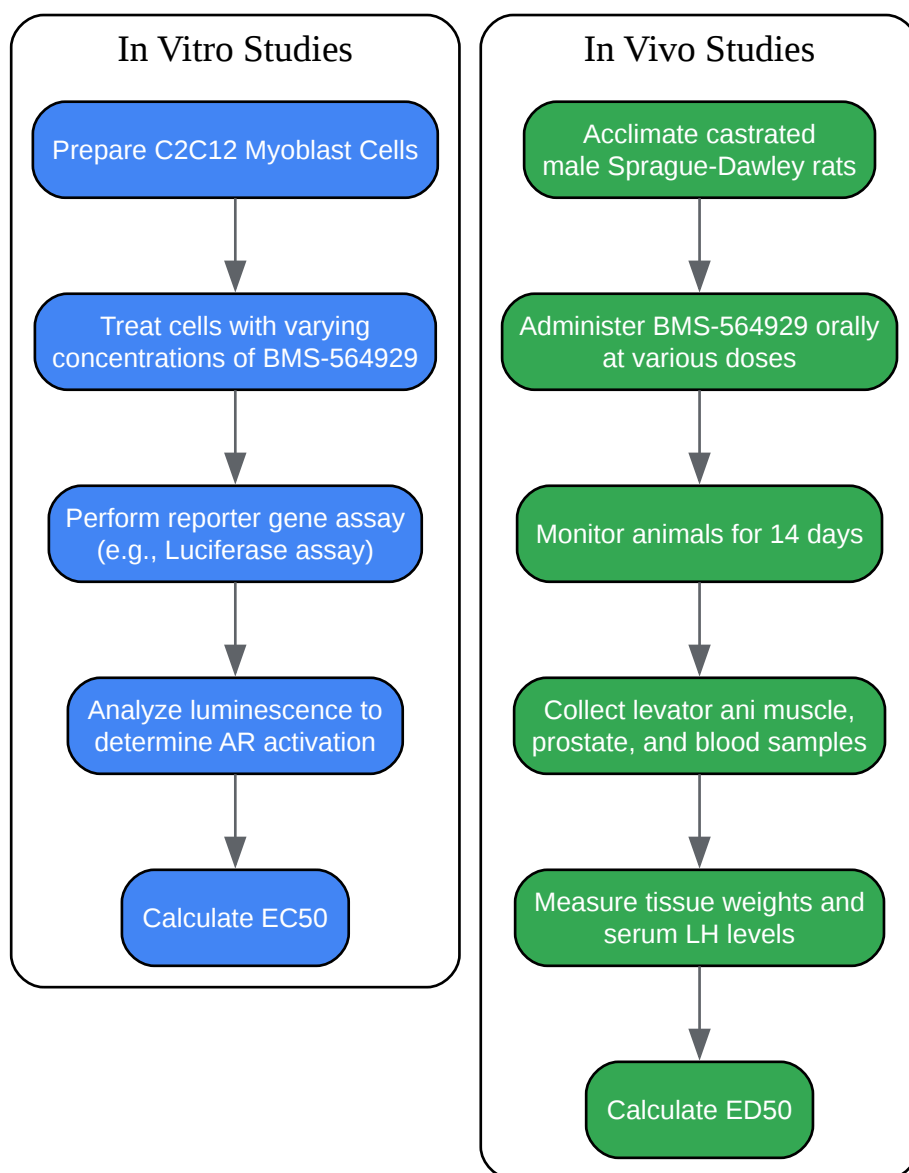 In Vitro Studies
Prepare C2C12 Myoblast Cells
Treat cells with varying
concentrations of BMS-564929
Perform reporter gene assay
(e.g., Luciferase assay)
Analyze luminescence to
determine AR activation
Calculate EC50
In Vivo Studies
Acclimate castrated
male Sprague-Dawley rats
Administer BMS-564929 orally
at various doses
Monitor animals for 14 days
Collect levator ani muscle,
prostate, and blood samples
Measure tissue weights and
serum LH levels
Calculate ED50